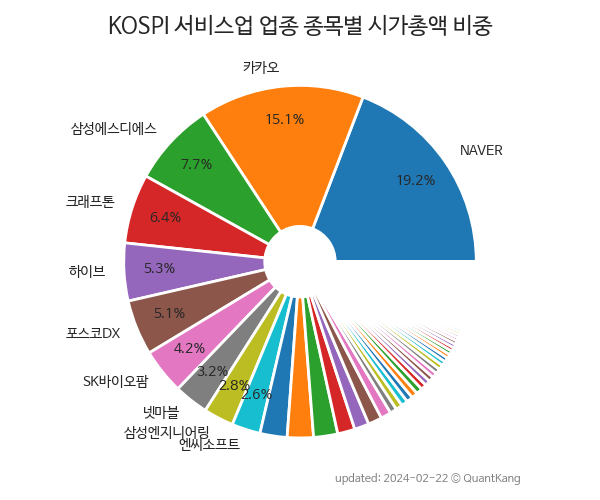 KOSPI 서비스업 업종 종목별 시가총액 비중
카카오
15.1%
NAVER
19.2%
삼성에스디에스
7.7%
크래프톤
6.4%
하이브
5.3%
포스코DX
5.1%
SK바이오팜
4.2%
넷마블
3.2%
삼성엔지니어링
2.8%
엔씨소프트
2.6%
updated: 2024-02-22 © QuantKang